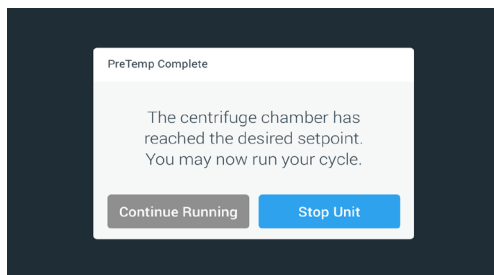 PreTemp Complete
The centrifuge chamber has
reached the desired setpoint.
You may now run your cycle.
Continue Running
Stop Unit